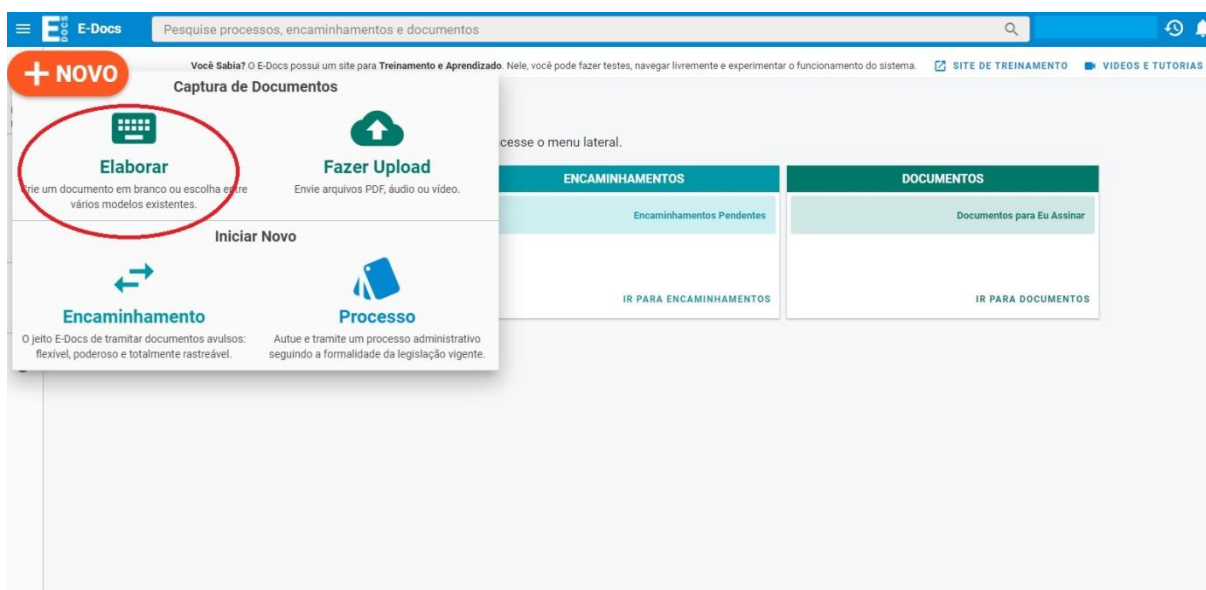 E-Docs
Pesquise processos, encaminhamentos e documentos
+ NOVO
Você Sabia? O E-Docs possui um site para Treinamento e Aprendizado. Nele, você pode fazer testes, navegar livremente e experimentar o funcionamento do sistema.
SITE DE TREINAMENTO
VIDEOS E TUTORIAS
Captura de Documentos
Elaborar
Crie um documento em branco ou escolha entre
vários modelos existentes.
Fazer Upload
Envie arquivos PDF, áudio ou vídeo.
Iniciar Novo
Encaminhamento
O jeito E-Docs de tramitar documentos avulsos:
flexível, poderoso e totalmente rastreável.
Processo
Autue e tramite um processo administrativo
seguindo a formalidade da legislação vigente.
cesse o menu lateral.
ENCAMINHAMENTOS
Encaminhamentos Pendentes
IR PARA ENCAMINHAMENTOS
DOCUMENTOS
Documentos para Eu Assinar
IR PARA DOCUMENTOS